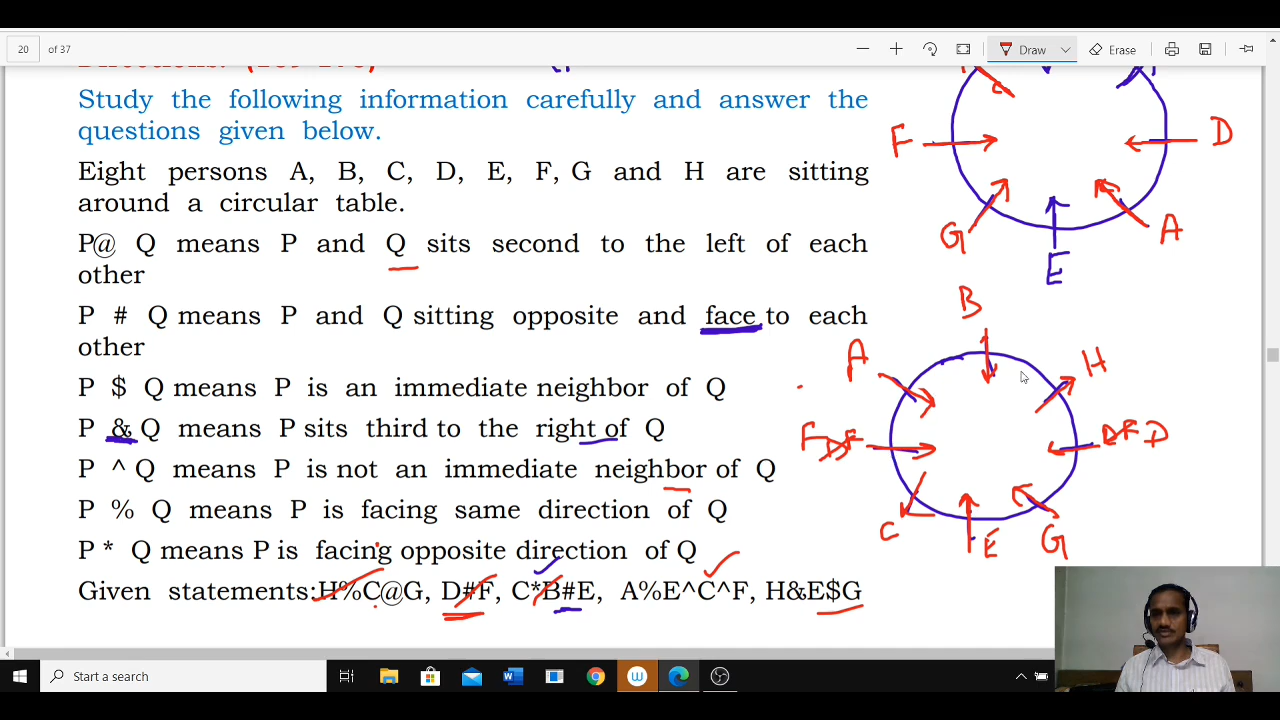 20 of 37
Draw
Erase
Study the following information carefully and answer the
questions given below.
Eight persons A, B, C, D, E, F, G and H are sitting
around a circular table.
P@ Q means P and Q sits second to the left of each
other
P # Q means P and Q sitting opposite and face to each
other
P $ Q means P is an immediate neighbor of Q
P & Q means P sits third to the right of Q
P ^ Q means P is not an immediate neighbor of Q
P % Q means P is facing same direction of Q
P * Q means P is facing opposite direction of Q
Given statements:H%C@G, D#F, C*B#E, A%E^C^F, H&E$G
F
D
G
A
E
B
A
H
F
D
C
E
G
Start
Search